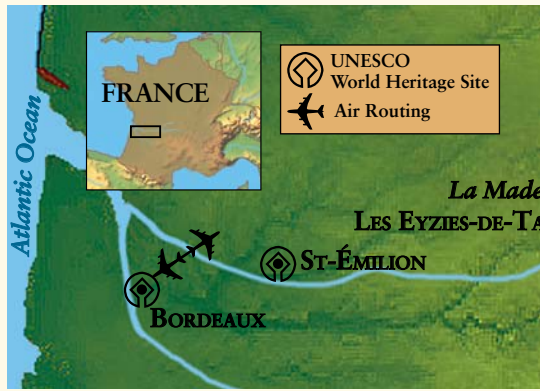 FRANCE
UNESCO
World Heritage Site
Air Routing
Atlantic Ocean
La Made
LES EYZIES-DE-TA
ST-ÉMILION
BORDEAUX